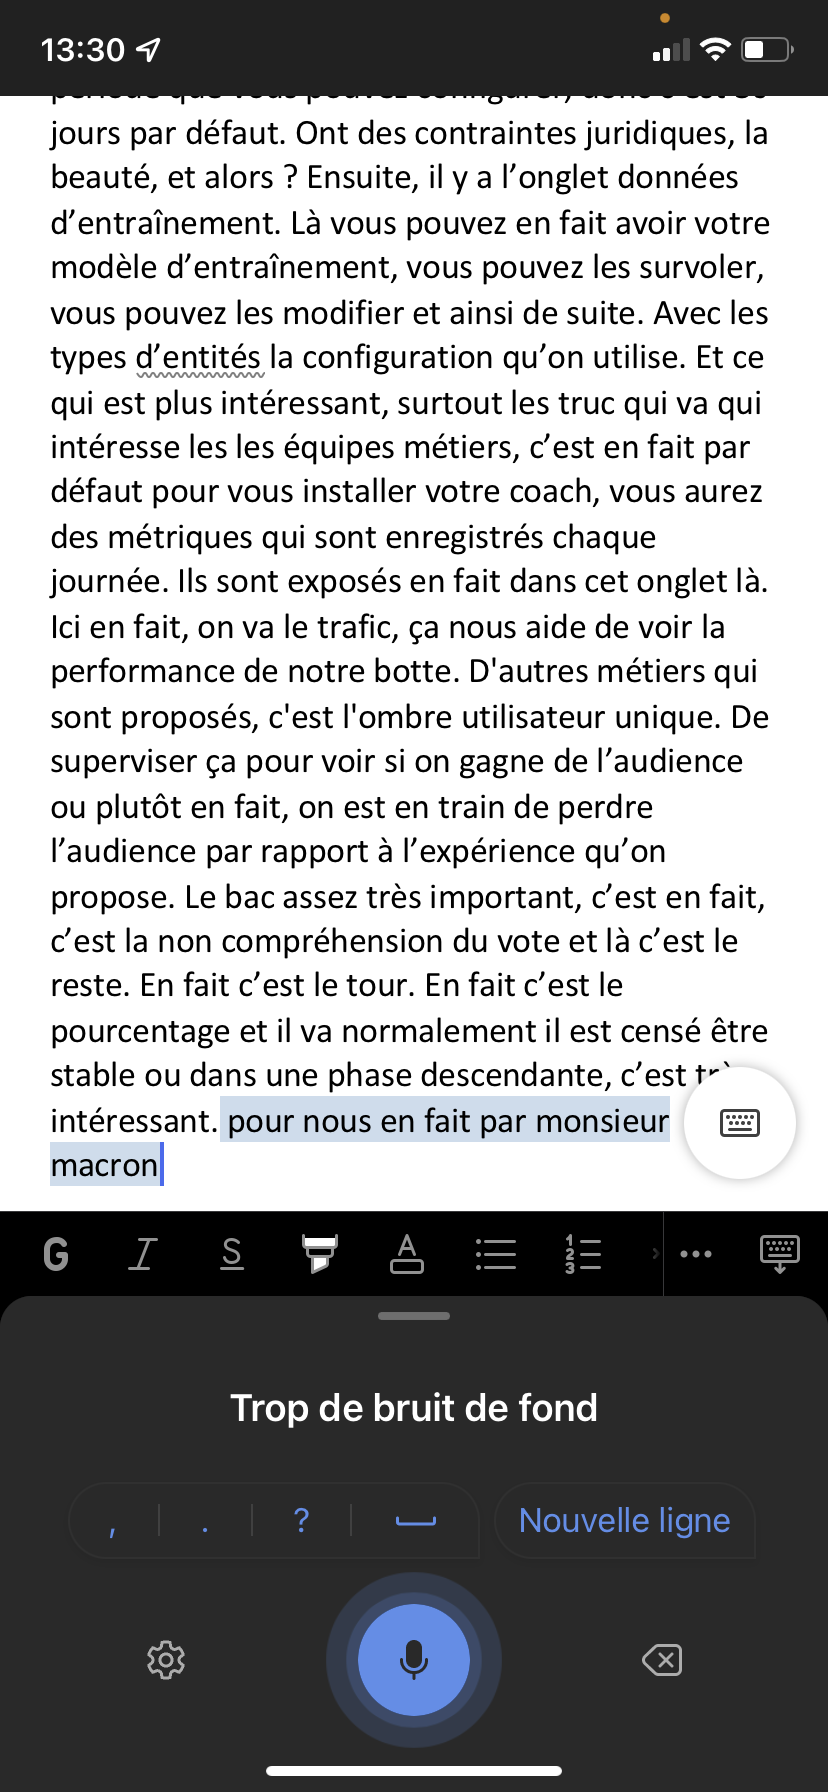 13:30
jours par défaut. Ont des contraintes juridiques, la
beauté, et alors ? Ensuite, il y a l’onglet données
d’entraînement. Là vous pouvez en fait avoir votre
modèle d’entraînement, vous pouvez les survoler,
vous pouvez les modifier et ainsi de suite. Avec les
types d’entités la configuration qu’on utilise. Et ce
qui est plus intéressant, surtout les truc qui va qui
intéresse les les équipes métiers, c’est en fait par
défaut pour vous installer votre coach, vous aurez
des métriques qui sont enregistrés chaque
journée. Ils sont exposés en fait dans cet onglet là.
Ici en fait, on va le trafic, ça nous aide de voir la
performance de notre botte. D'autres métiers qui
sont proposés, c'est l'ombre utilisateur unique. De
superviser ça pour voir si on gagne de l’audience
ou plutôt en fait, on est en train de perdre
l’audience par rapport à l’expérience qu’on
propose. Le bac assez très important, c’est en fait,
c’est la non compréhension du vote et là c’est le
reste. En fait c’est le tour. En fait c’est le
pourcentage et il va normalement il est censé être
stable ou dans une phase descendante, c’est
intéressant. pour nous en fait par monsieur
macron
G I S A
Trop de bruit de fond
, . ? Nouvelle ligne